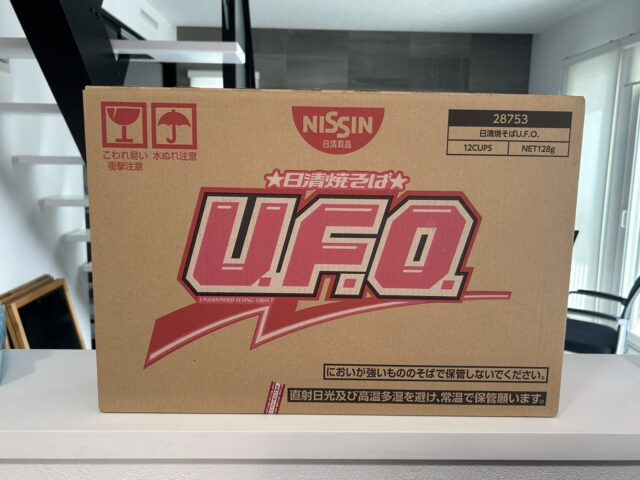 こわれ易い
衝撃注意
水ぬれ注意
NISSIN
日清食品
28753
日清焼そばU.F.O.
12CUPS NET128g
★日清焼そば★
U.F.O.
UNIDENTIFIED FLYING OBJECT
においが強いもののそばで保管しないでください。
直射日光及び高温多湿を避け、常温で保管願います。